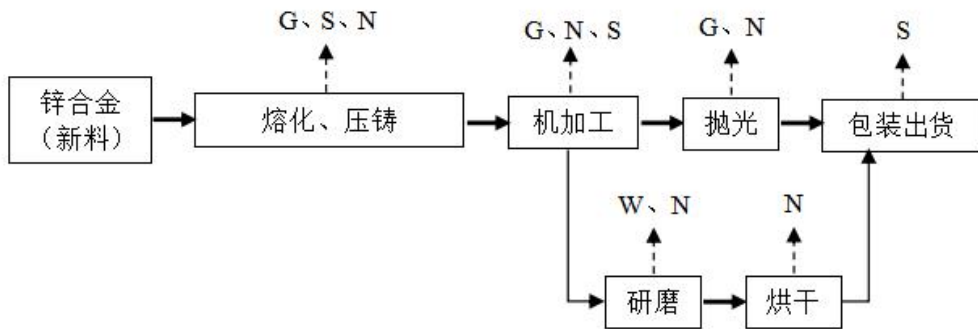 G、S、N
G、N、S
G、N
S
锌合金
（新料）
熔化、压铸
机加工
抛光
包装出货
W、N
N
研磨
烘干